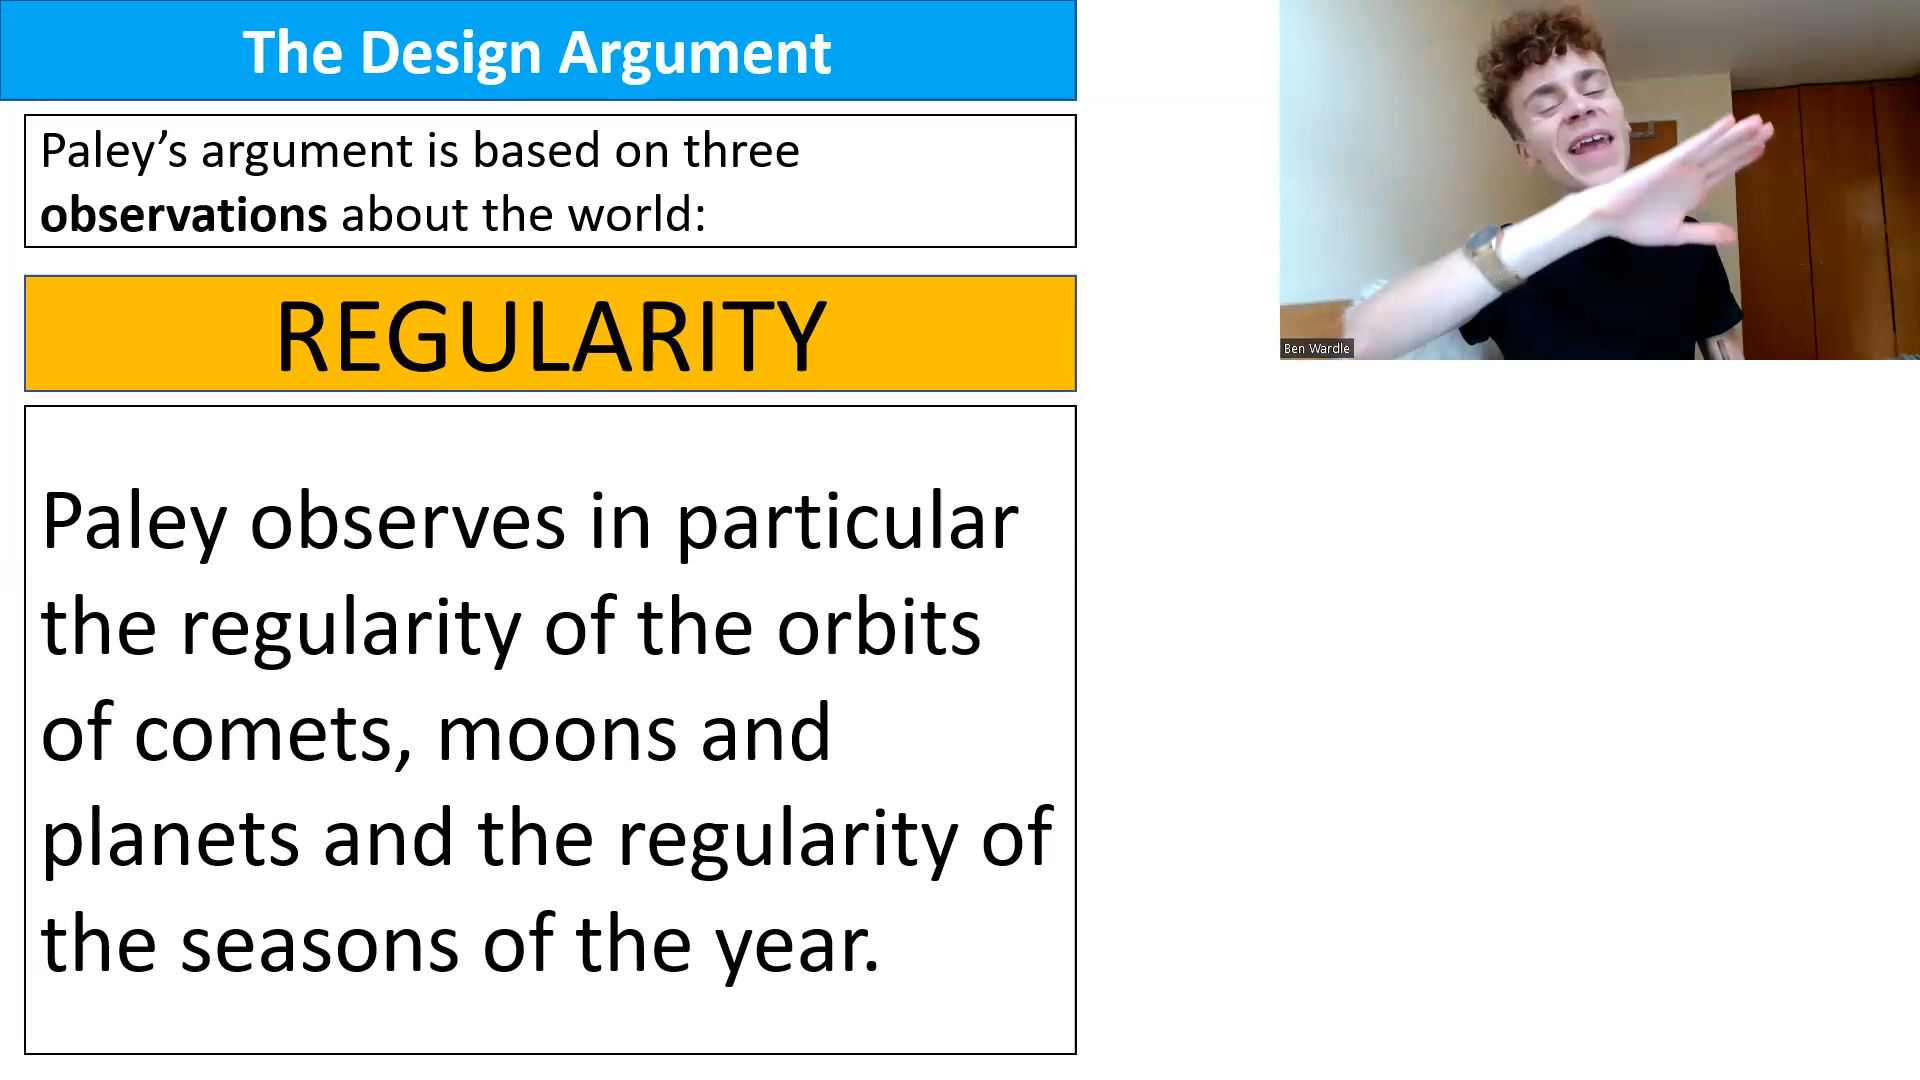 The Design Argument
Paley’s argument is based on three
observations about the world:
REGULARITY
Paley observes in particular
the regularity of the orbits
of comets, moons and
planets and the regularity of
the seasons of the year.
Ben Wardle